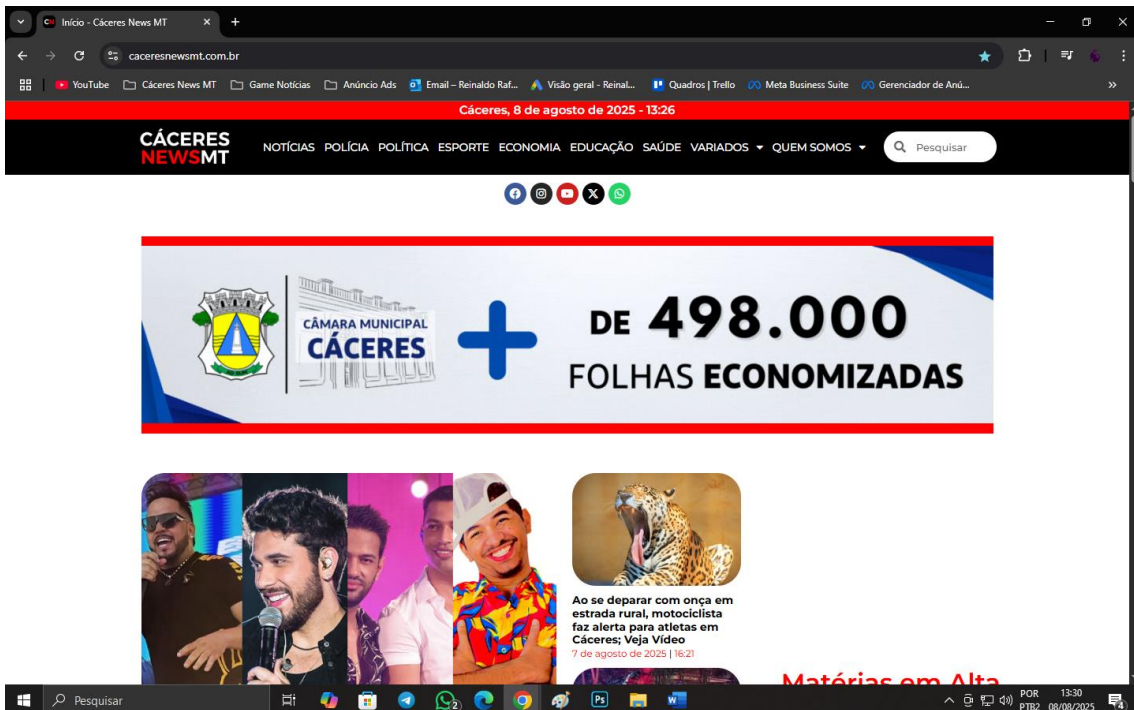 CN Início - Cáceres News MT
caceresnewsmt.com.br
YouTube Cáceres News MT Game Notícias Anúncio Ads Email – Reinaldo Raf... Visão geral - Reinal... Quadros | Trello Meta Business Suite Gerenciador de Anú...
Cáceres, 8 de agosto de 2025 - 13:26
CÁCERES
NEWSMT
NOTÍCIAS POLÍCIA POLÍTICA ESPORTE ECONOMIA EDUCAÇÃO SAÚDE VARIADOS QUEM SOMOS Pesquisar
CÂMARA MUNICIPAL
CÁCERES
+
DE 498.000
FOLHAS ECONOMIZADAS
Ao se deparar com onça em
estrada rural, motociclista
faz alerta para atletas em
Cáceres; Veja Vídeo
7 de agosto de 2025 | 16:21
Matérias em Alta
Pesquisar
2
Ps
W
POR 13:30
PTB2 08/08/2025
4